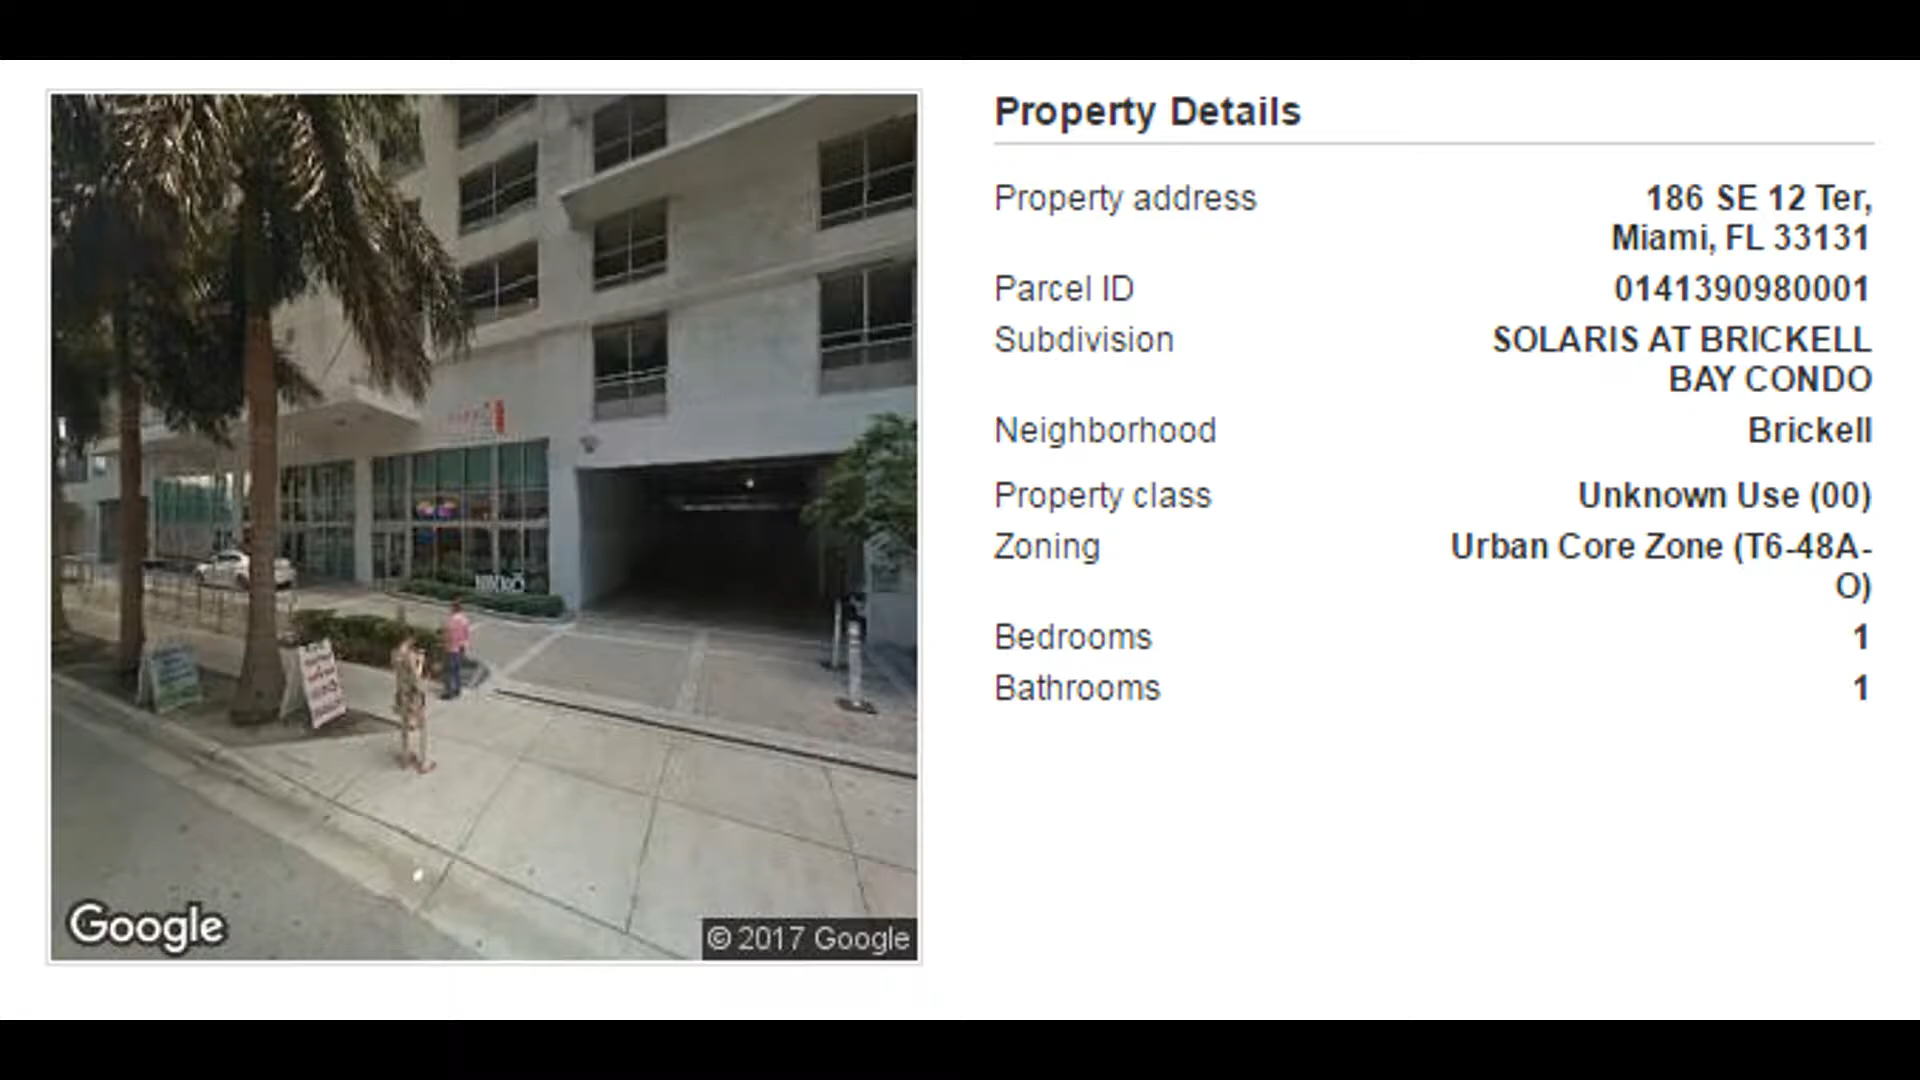 Property Details
Property address
186 SE 12 Ter,
Miami, FL 33131
Parcel ID
0141390980001
Subdivision
SOLARIS AT BRICKELL
BAY CONDO
Neighborhood
Brickell
Property class
Unknown Use (00)
Zoning
Urban Core Zone (T6-48A-
O)
Bedrooms
1
Bathrooms
1
Google
© 2017 Google